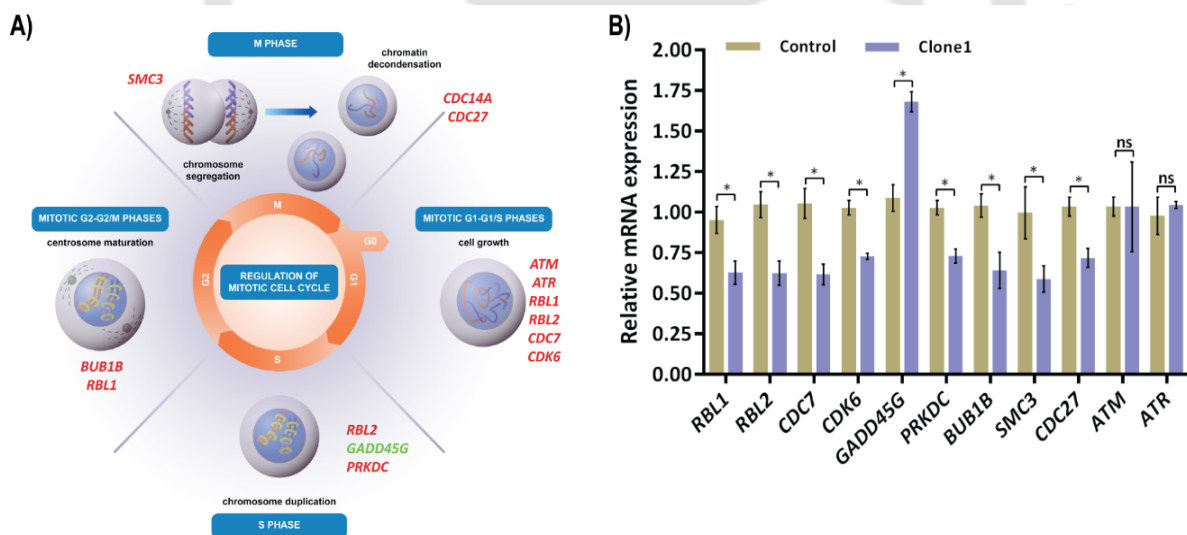 A)
M PHASE
chromatin
decondensation
SMC3
CDC14A
CDC27
chromosome
segregation
MITOTIC G2-G2/M PHASES
centrosome maturation
MITOTIC G1-G1/S PHASES
cell growth
M
G0
G2
G1
S
REGULATION OF
MITOTIC CELL CYCLE
ATM
ATR
RBL1
RBL2
CDC7
CDK6
BUB1B
RBL1
RBL2
GADD45G
PRKDC
chromosome duplication
S PHASE
B)
Control
Clone1
Relative mRNA expression
2.00
1.75
1.50
1.25
1.00
0.75
0.50
0.25
0.00
*
*
*
*
*
*
*
*
*
ns
ns
RBL1
RBL2
CDC7
CDK6
GADD45G
PRKDC
BUB1B
SMC3
CDC27
ATM
ATR